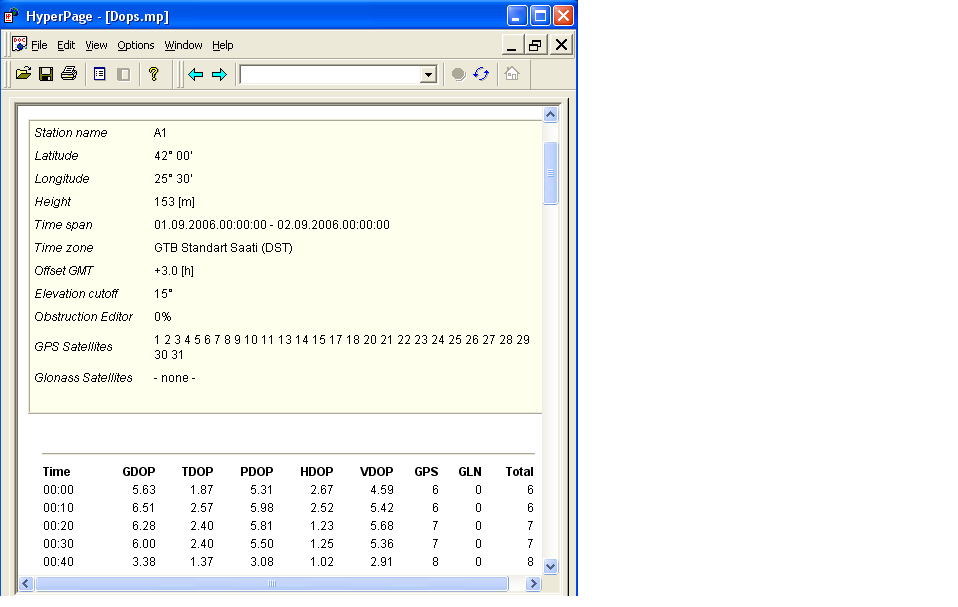 HyperPage - [Dops.mp]
File Edit View Options Window Help
Station name A1
Latitude 42° 00'
Longitude 25° 30'
Height 153 [m]
Time span 01.09.2006.00:00:00 - 02.09.2006.00:00:00
Time zone GTB Standart Saati (DST)
Offset GMT +3.0 [h]
Elevation cutoff 15°
Obstruction Editor 0%
GPS Satellites 1 2 3 4 5 6 7 8 9 10 11 13 14 15 17 18 20 21 22 23 24 25 26 27 28 29
30 31
Glonass Satellites - none -
Time GDOP TDOP PDOP HDOP VDOP GPS GLN Total
00:00 5.63 1.87 5.31 2.67 4.59 6 0 6
00:10 6.51 2.57 5.98 2.52 5.42 6 0 6
00:20 6.28 2.40 5.81 1.23 5.68 7 0 7
00:30 6.00 2.40 5.50 1.25 5.36 7 0 7
00:40 3.38 1.37 3.08 1.02 2.91 8 0 8